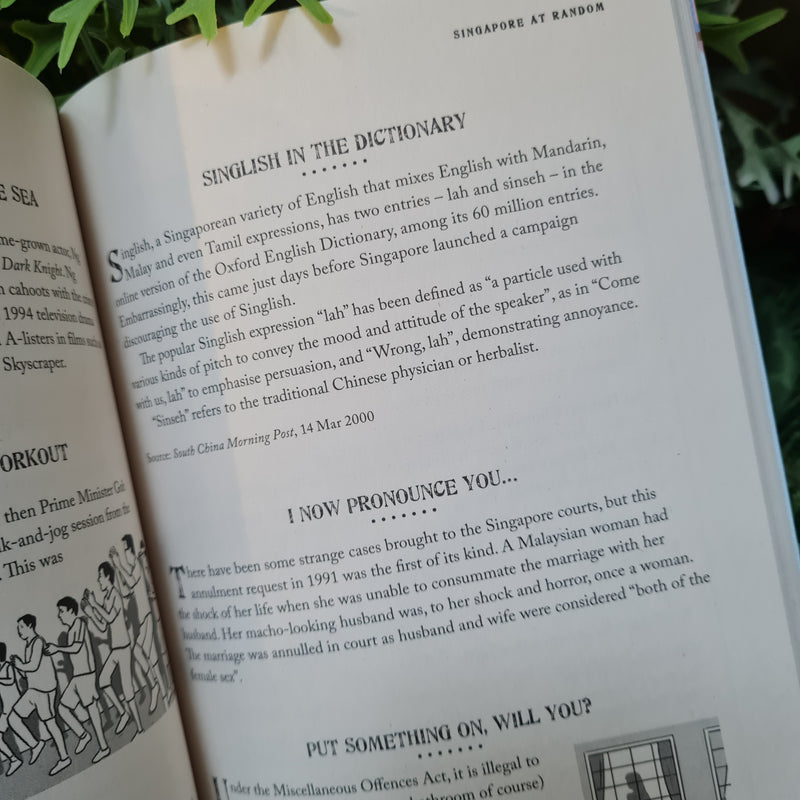 E SEA
me-grown actor, Ng
Dark Knight. Ng
n cahoots with the
1994 television drama
A-listers in films such
Skyscraper.
ORKOUT
then Prime Minister Goh
lk-and-jog session from the
This was
SINGAPORE AT RANDOM
SINGLISH IN THE DICTIONARY
Singlish, a Singaporean variety of English that mixes English with Mandarin,
Malay and even Tamil expressions, has two entries – lah and sinseh – in the
online version of the Oxford English Dictionary, among its 60 million entries.
Embarrassingly, this came just days before Singapore launched a campaign
discouraging the use of Singlish.
The popular Singlish expression "lah" has been defined as "a particle used with
various kinds of pitch to convey the mood and attitude of the speaker", as in "Come
with us, lah" to emphasise persuasion, and "Wrong, lah", demonstrating annoyance.
"Sinseh" refers to the traditional Chinese physician or herbalist.
Source: South China Morning Post, 14 Mar 2000
I NOW PRONOUNCE YOU...
There have been some strange cases brought to the Singapore courts, but this
annulment request in 1991 was the first of its kind. A Malaysian woman had
the shock of her life when she was unable to consummate the marriage with her
husband. Her macho-looking husband was, to her shock and horror, once a woman.
The marriage was annulled in court as husband and wife were considered "both of the
female sex".
PUT SOMETHING ON, WILL YOU?
Under the Miscellaneous Offences Act, it is illegal to
bathroom of course)